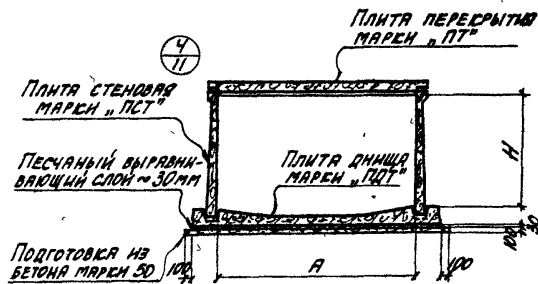 Плита перекрытия
марки „ПТ"
4
11
Плита стеновая
марки „ПСТ"
Песчаный выравни-
вающий слой ~30мм
Плита днища
марки „ПДТ"
H
Подготовка из
бетона марки 50
100
A
100
100
30